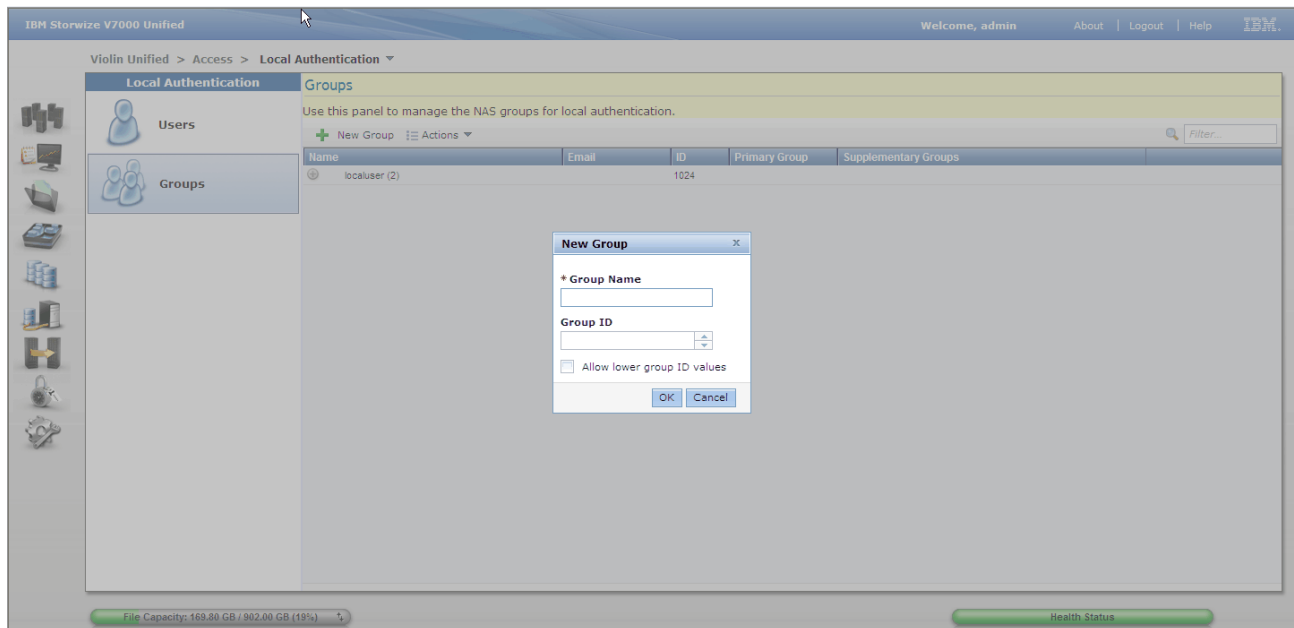 IBM Storwize V7000 Unified
Welcome, admin About | Logout | Help IBM.
Violin Unified > Access > Local Authentication
Local Authentication
Users
Groups
Groups
Use this panel to manage the NAS groups for local authentication.
New Group Actions Filter...
Name Email ID Primary Group Supplementary Groups
localuser (2) 1024
New Group x
* Group Name
Group ID
Allow lower group ID values
OK Cancel
File Capacity: 169.80 GB / 902.00 GB (19%)
Health Status